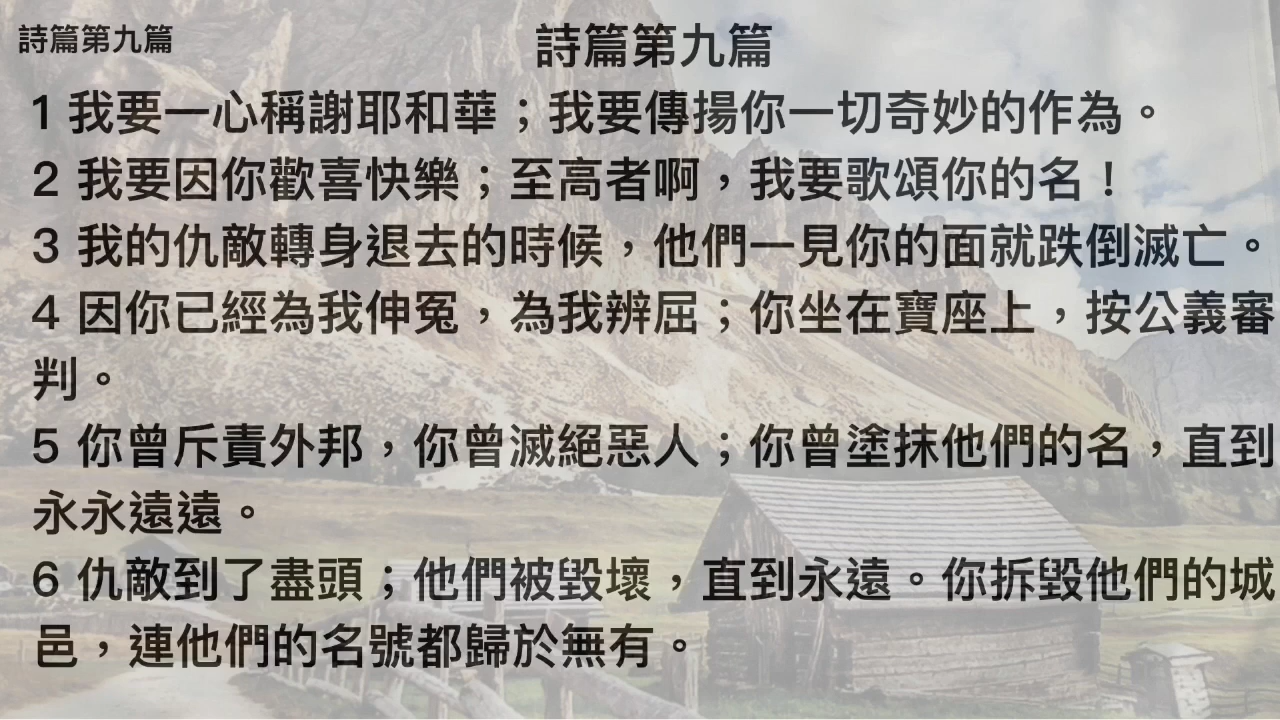 詩篇第九篇
詩篇第九篇
1 我要一心稱謝耶和華；我要傳揚你一切奇妙的作為。
2 我要因你歡喜快樂；至高者啊，我要歌頌你的名！
3 我的仇敵轉身退去的時候，他們一見你的面就跌倒滅亡。
4 因你已經為我伸冤，為我辨屈；你坐在寶座上，按公義審
判。
5 你曾斥責外邦，你曾滅絕惡人；你曾塗抹他們的名，直到
永永遠遠。
6 仇敵到了盡頭；他們被毀壞，直到永遠。你拆毀他們的城
邑，連他們的名號都歸於無有。